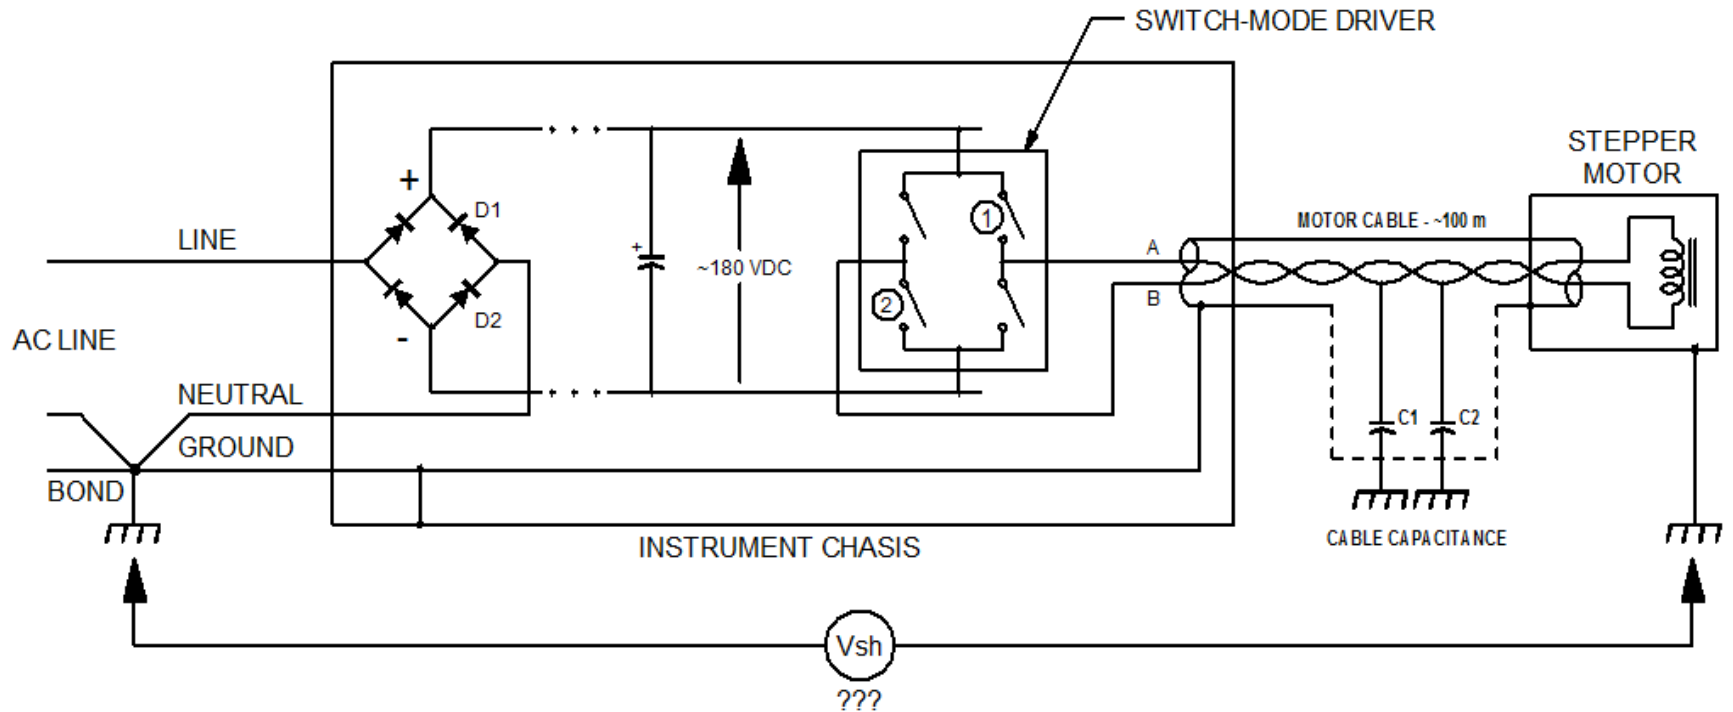 SWITCH-MODE DRIVER
STEPPER
MOTOR
+
D1
1
MOTOR CABLE - ~100 m
LINE
A
+
~180 VDC
B
2
D2
-
AC LINE
NEUTRAL
C1
C2
GROUND
BOND
INSTRUMENT CHASIS
CABLE CAPACITANCE
Vsh
???